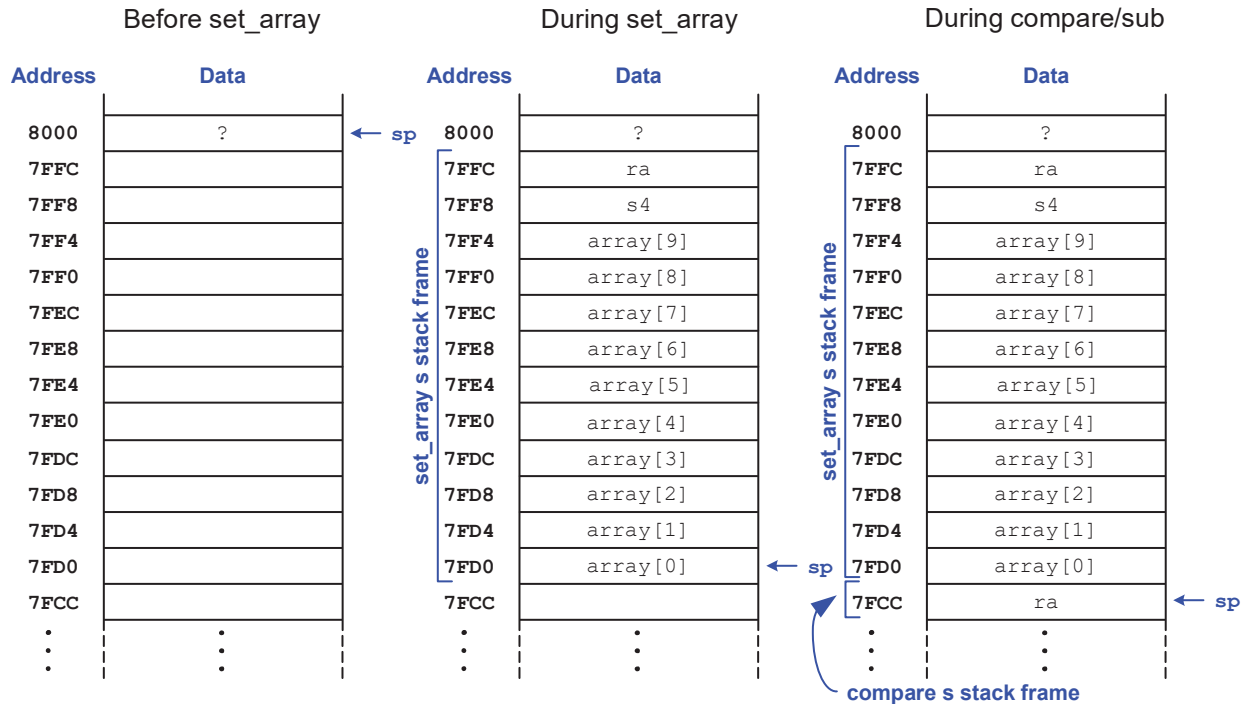 Before set_array During set_array During compare/sub
Address Data Address Data Address Data
8000 ? sp 8000 ? 8000 ?
7FFC 7FFC ra 7FFC ra
7FF8 7FF8 s4 7FF8 s4
7FF4 7FF4 array[9] 7FF4 array[9]
7FF0 7FF0 array[8] 7FF0 array[8]
7FEC 7FEC array[7] 7FEC array[7]
7FE8 7FE8 array[6] 7FE8 array[6]
7FE4 7FE4 array[5] 7FE4 array[5]
7FE0 7FE0 array[4] 7FE0 array[4]
7FDC 7FDC array[3] 7FDC array[3]
7FD8 7FD8 array[2] 7FD8 array[2]
7FD4 7FD4 array[1] 7FD4 array[1]
7FD0 7FD0 array[0] sp 7FD0 array[0]
7FCC 7FCC 7FCC ra sp
set_array s stack frame
set_array s stack frame
compare s stack frame